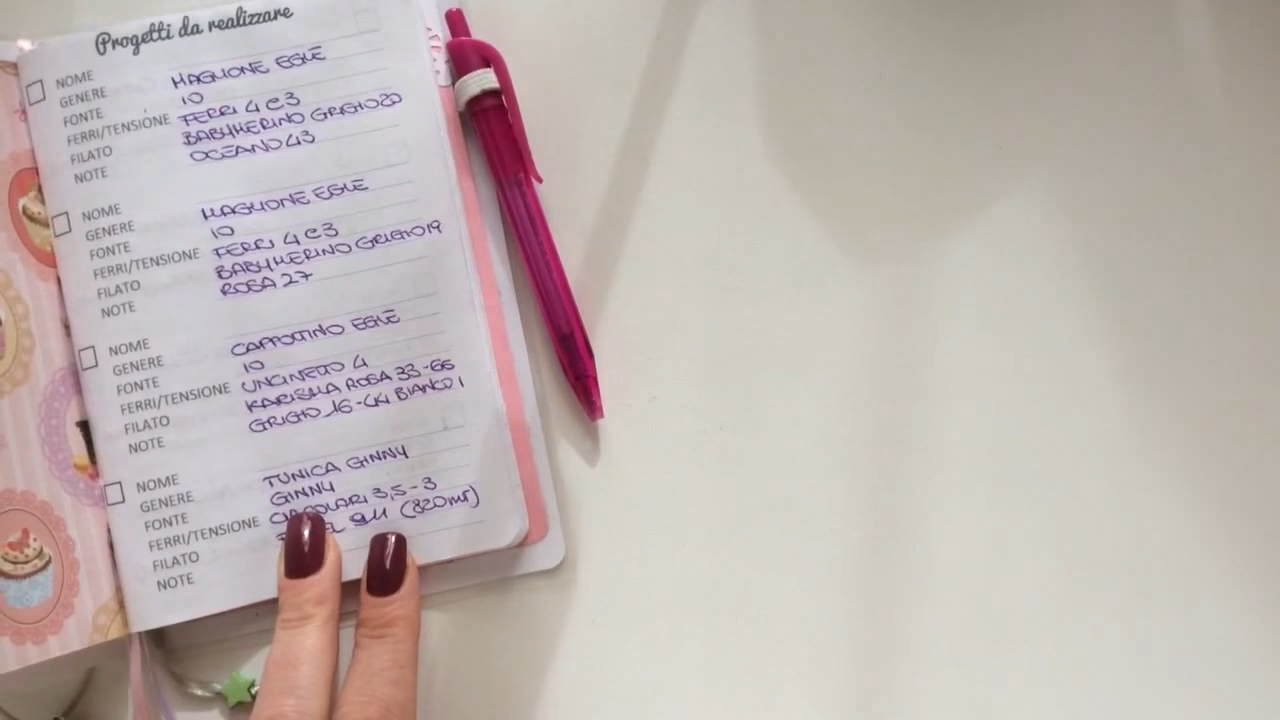 Progetti da realizzare
NOME MAGLIONE EGLE
GENERE 10
FONTE FERRI 4 e 3
FERRI/TENSIONE BABYMERINO GRIGIO 20
FILATO OCEANO 43
NOTE
NOME MAGLIONE EGLE
GENERE 10
FONTE FERRI 4 e 3
FERRI/TENSIONE BABYMERINO GRIGIO 19
FILATO ROSA 27
NOTE
NOME CAPPOTTINO EGLE
GENERE 10
FONTE UNCINETTO 4
FERRI/TENSIONE KARISMA ROSA 33-66
FILATO GRIGIO 16-44 BIANCO 1
NOTE
NOME TUNICA GINNY
GENERE GINNY
FONTE CIRCOLARI 3,5-3
FERRI/TENSIONE (820mt)
FILATO
NOTE